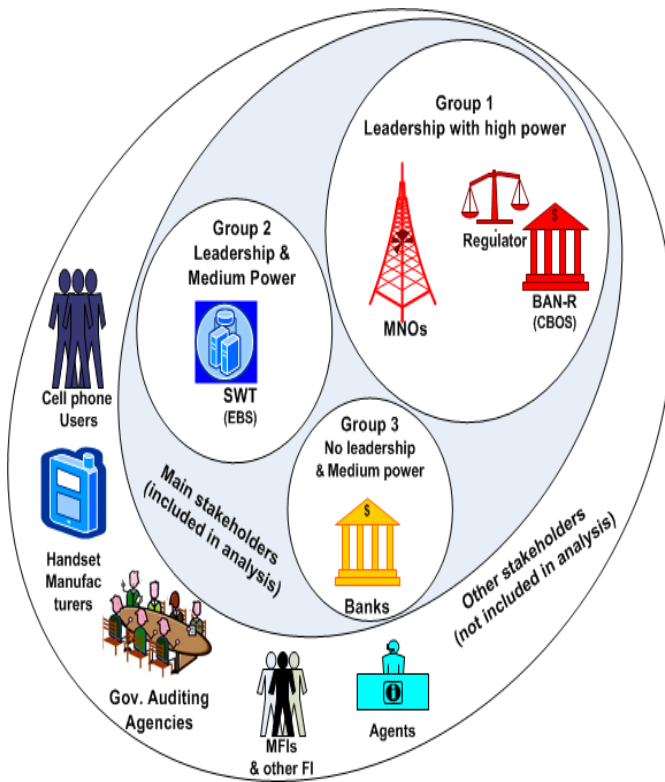 Group 1
Leadership with high power
MNOs
Regulator
$
BAN-R
(CBOS)
Group 2
Leadership &
Medium Power
SWT
(EBS)
Group 3
No leadership
& Medium power
$
Banks
Main stakeholders
(included in analysis)
Other stakeholders
(not included in analysis)
Cell phone
Users
Handset
Manufac
turers
Gov. Auditing
Agencies
MFIs
& other FI
i
Agents